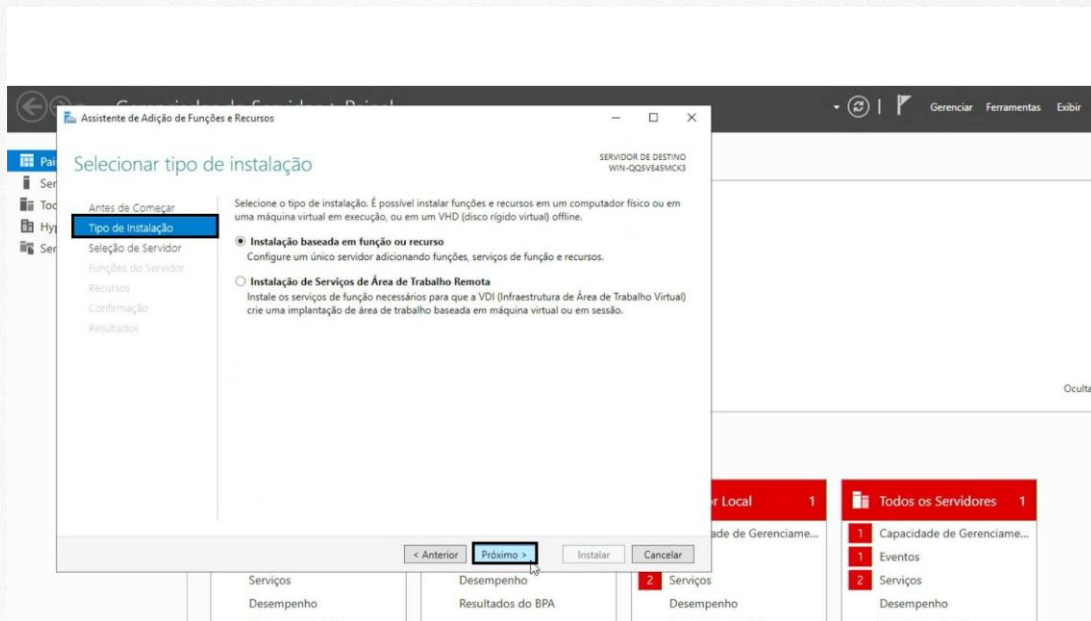 Gerenciar Ferramentas Exibir
Assistente de Adição de Funções e Recursos
Selecionar tipo de instalação
SERVIDOR DE DESTINO
WIN-QQSVE4SMCK3
Antes de Começar
Tipo de Instalação
Seleção de Servidor
Funções do Servidor
Recursos
Confirmação
Resultados
Selecione o tipo de instalação. É possível instalar funções e recursos em um computador físico ou em
uma máquina virtual em execução, ou em um VHD (disco rígido virtual) offline.
Instalação baseada em função ou recurso
Configure um único servidor adicionando funções, serviços de função e recursos.
Instalação de Serviços de Área de Trabalho Remota
Instale os serviços de função necessários para que a VDI (Infraestrutura de Área de Trabalho Virtual)
crie uma implantação de área de trabalho baseada em máquina virtual ou em sessão.
< Anterior
Próximo >
Instalar
Cancelar
Pai
Ser
Hy
Ser
Oculta
r Local 1
ade de Gerenciame...
2 Serviços
Desempenho
Todos os Servidores 1
1 Capacidade de Gerenciame...
1 Eventos
2 Serviços
Desempenho
Serviços
Desempenho
Desempenho
Resultados do BPA